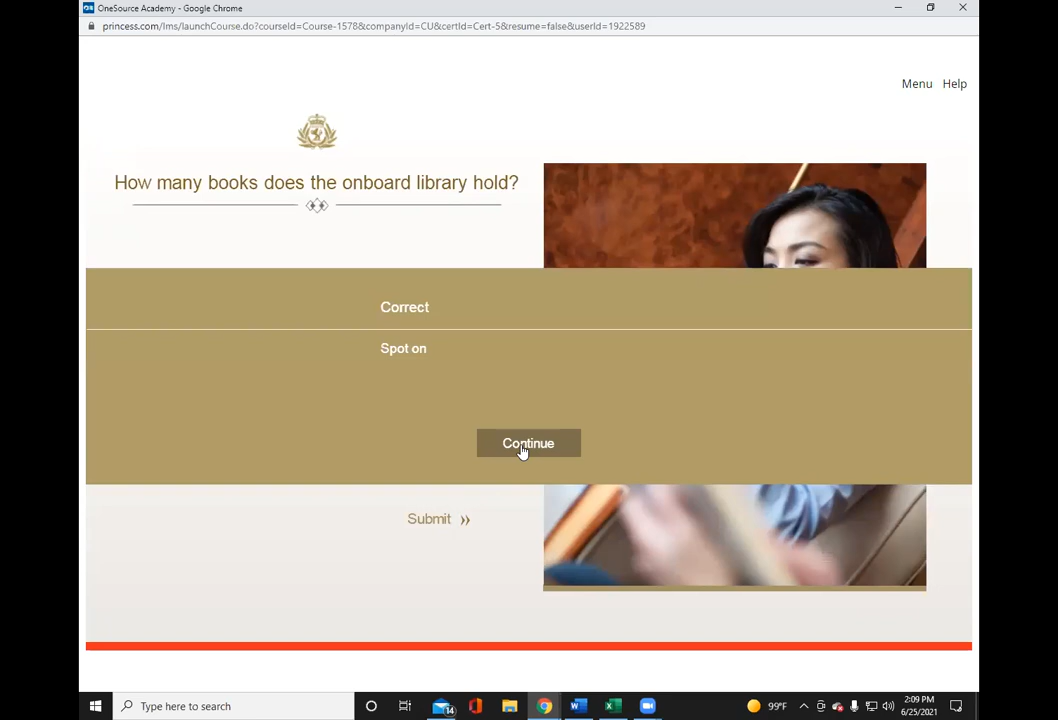 OneSource Academy - Google Chrome
princess.com/lms/launchCourse.do?courseId=Course-1578&companyId=CU&certId=Cert-5&resume=false&userId=1922589
Menu Help
How many books does the onboard library hold?
Correct
Spot on
Continue
Submit
Type here to search
14
99°F
2:09 PM
6/25/2021